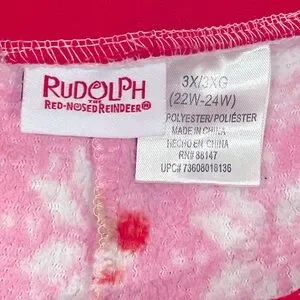 RUDOLPH
THE
RED-NOSED REINDEER®
3X/3XG
(22W-24W)
POLYESTER/POLIÉSTER
MADE IN CHINA
HECHO EN CHINA
RN# 88147
UPC# 73608018136